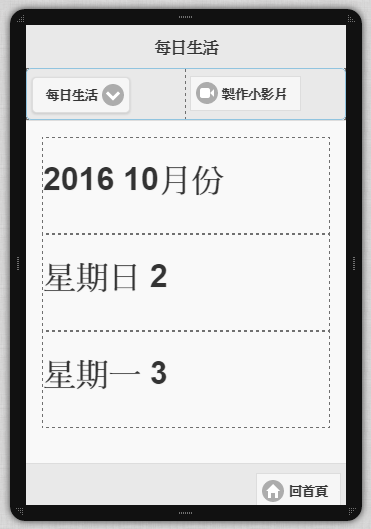 每日生活
每日生活 製作小影片
2016 10月份
星期日 2
星期一 3
回首頁